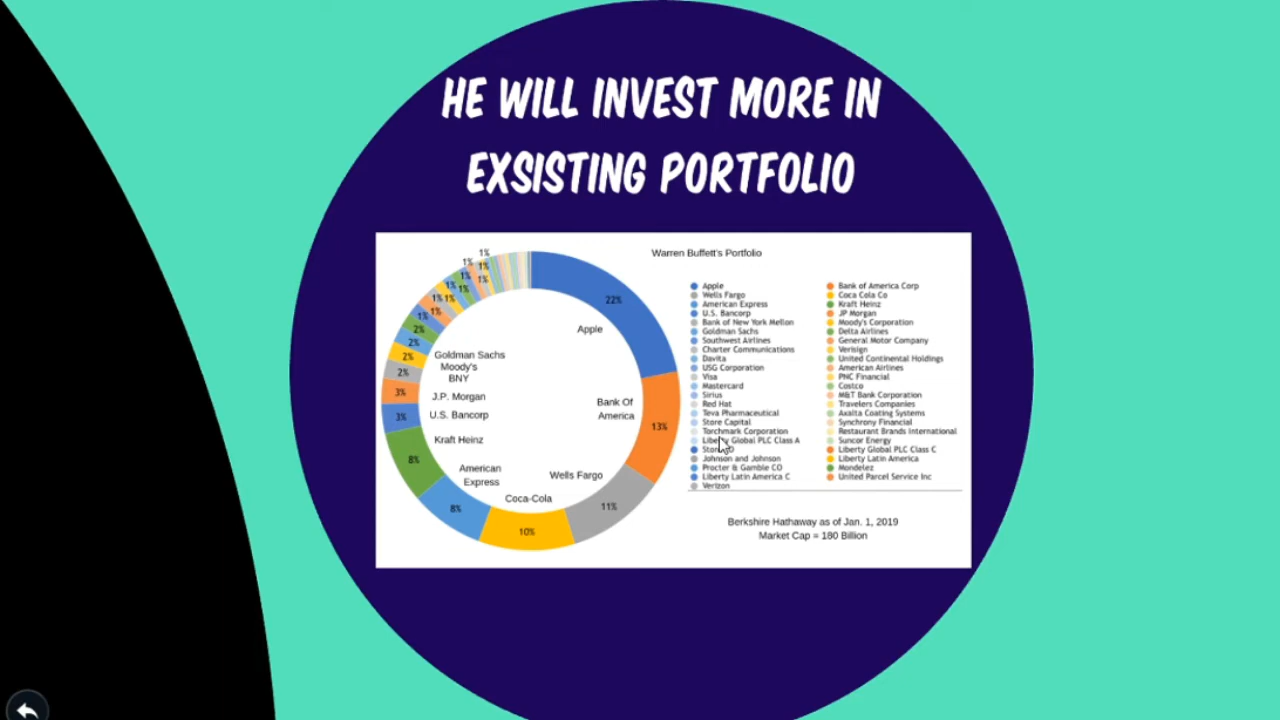 HE WILL INVEST MORE IN
EXSISTING PORTFOLIO
Warren Buffett's Portfolio
1%
1%
1%
1%
1%
1%
1%
1%
1%
1%
1%
1%
2%
2%
2%
2%
3%
3%
8%
8%
10%
11%
13%
22%
Apple
Goldman Sachs
Moody's
BNY
J.P. Morgan
U.S. Bancorp
Kraft Heinz
American
Express
Coca-Cola
Wells Fargo
Bank Of
America
Apple
Wells Fargo
American Express
U.S. Bancorp
Bank of New York Mellon
Goldman Sachs
Southwest Airlines
Charter Communications
Davita
USG Corporation
Visa
Mastercard
Sirius
Red Hat
Teva Pharmaceutical
Store Capital
Torchmark Corporation
Liberty Global PLC Class A
Johnson and Johnson
Procter & Gamble CO
Liberty Latin America C
Verizon
Bank of America Corp
Coca Cola Co
Kraft Heinz
JP Morgan
Moody's Corporation
Delta Airlines
General Motor Company
Verisign
United Continental Holdings
American Airlines
PNC Financial
Costco
M&T Bank Corporation
Travelers Companies
Axalta Coating Systems
Synchrony Financial
Restaurant Brands International
Suncor Energy
Liberty Global PLC Class C
Liberty Latin America
Mondelez
United Parcel Service Inc
Berkshire Hathaway as of Jan. 1, 2019
Market Cap = 180 Billion